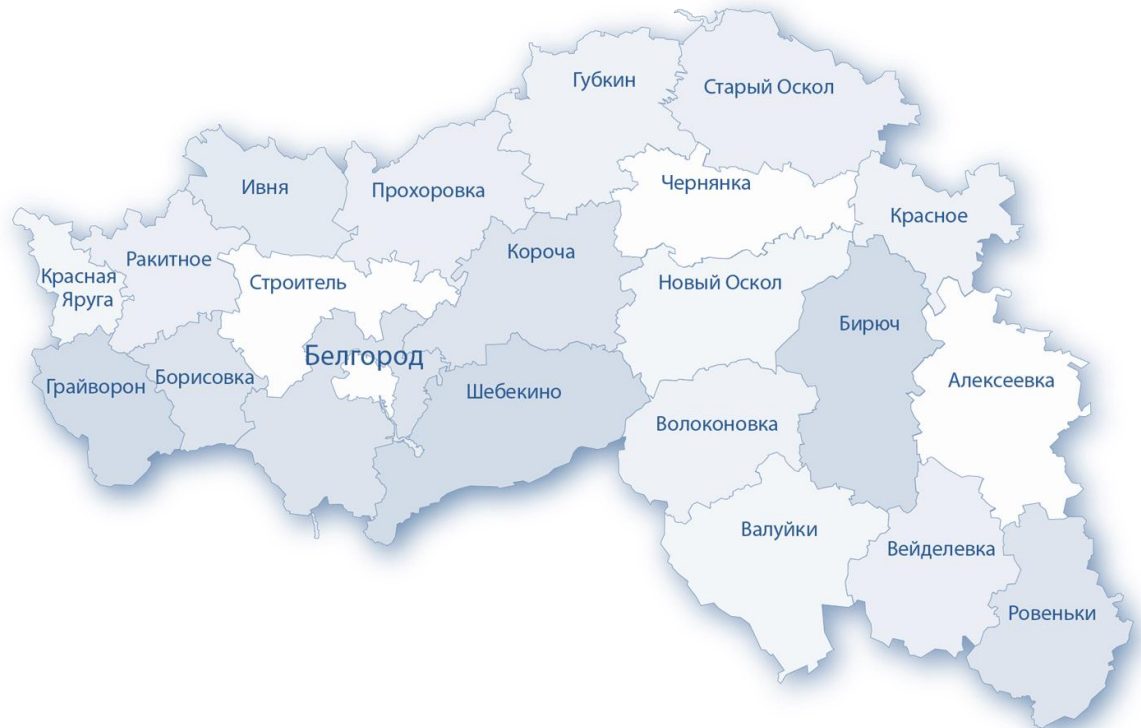 Губкин
Старый Оскол
Ивня
Прохоровка
Чернянка
Красное
Ракитное
Короча
Красная
Яруга
Строитель
Новый Оскол
Бирюч
Белгород
Грайворон
Борисовка
Шебекино
Алексеевка
Волоконовка
Валуйки
Вейделевка
Ровеньки